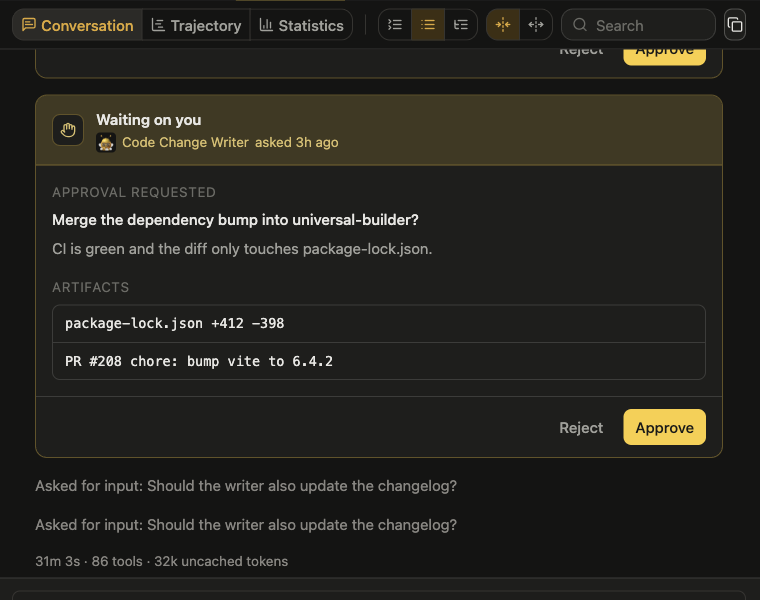 Conversation
Trajectory
Statistics
Search
Reject
Approve
Waiting on you
Code Change Writer asked 3h ago
APPROVAL REQUESTED
Merge the dependency bump into universal-builder?
CI is green and the diff only touches package-lock.json.
ARTIFACTS
package-lock.json +412 −398
PR #208 chore: bump vite to 6.4.2
Reject
Approve
Asked for input: Should the writer also update the changelog?
Asked for input: Should the writer also update the changelog?
31m 3s · 86 tools · 32k uncached tokens